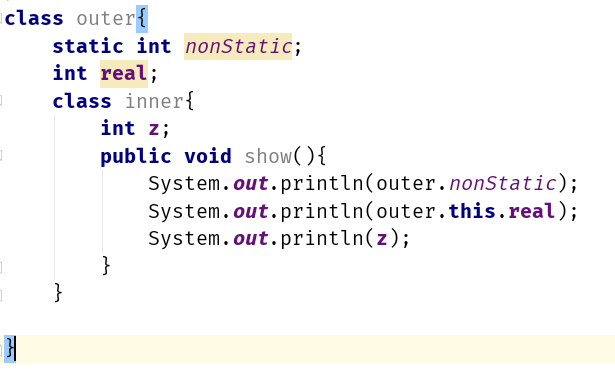 class outer{
    static int nonStatic;
    int real;
    class inner{
        int z;
        public void show(){
            System.out.println(outer.nonStatic);
            System.out.println(outer.this.real);
            System.out.println(z);
        }
    }
}